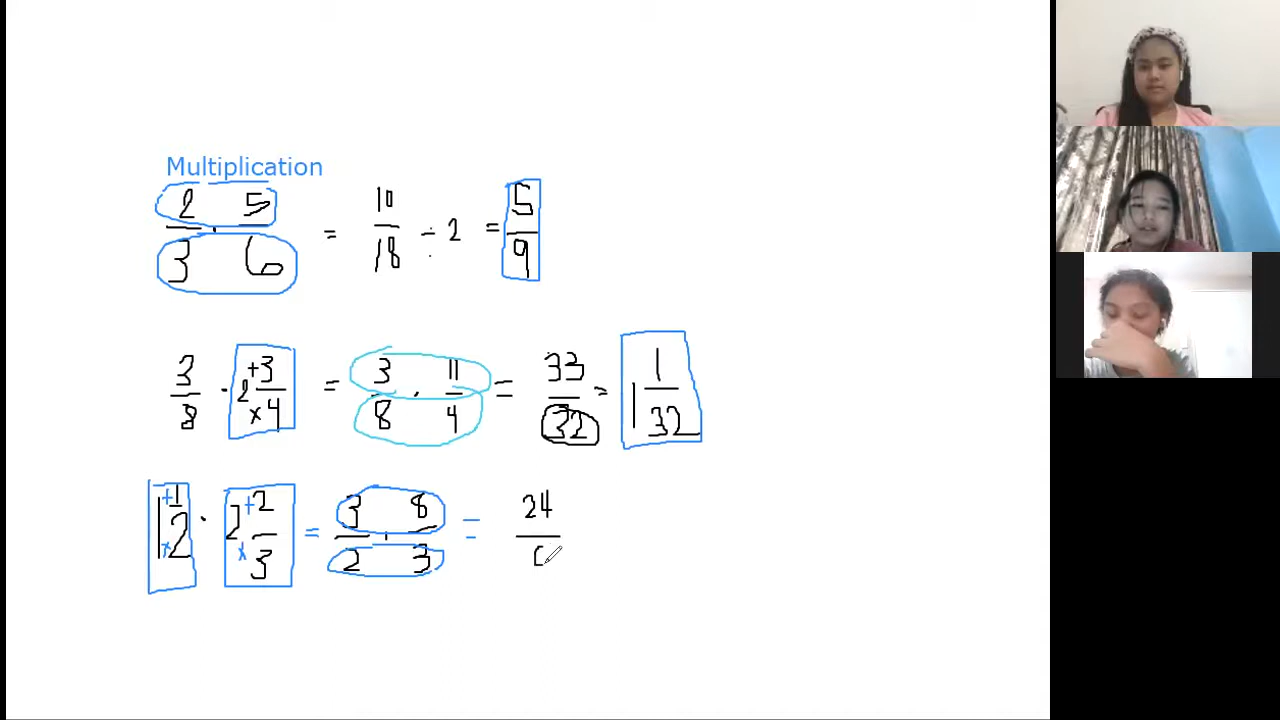 Multiplication
2/3 · 5/6 = 10/18 ÷ 2 = 5/9
3/8 · 2 +3/×4 = 3/8 · 11/4 = 33/32 = 1 1/32
1 +1/×2 · 2 +2/×3 = 3/2 · 8/3 = 24/